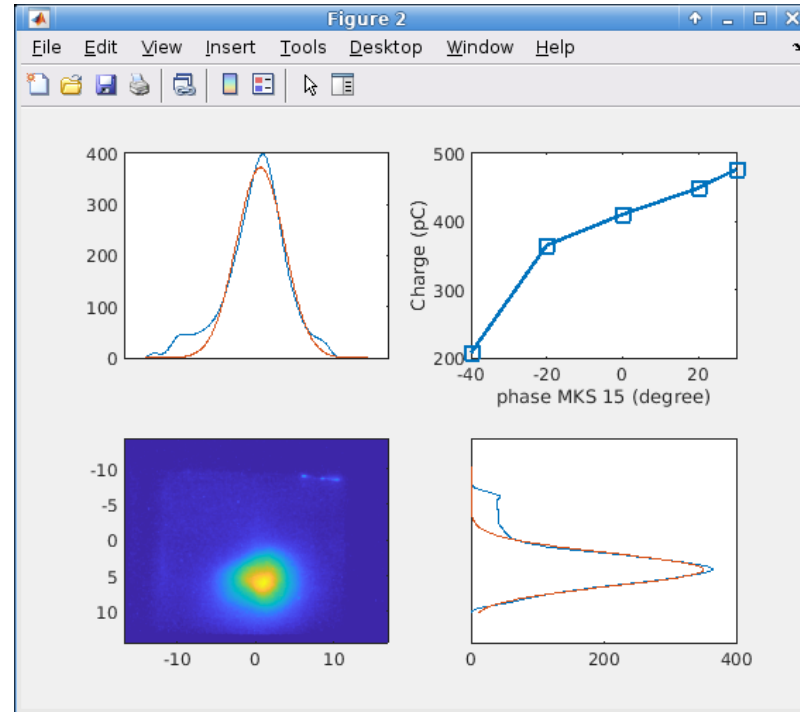 Figure 2
File Edit View Insert Tools Desktop Window Help
400
300
200
100
0
500
400
300
200
Charge (pC)
-40 -20 0 20
phase MKS 15 (degree)
-10
-5
0
5
10
-10 0 10
0 200 400